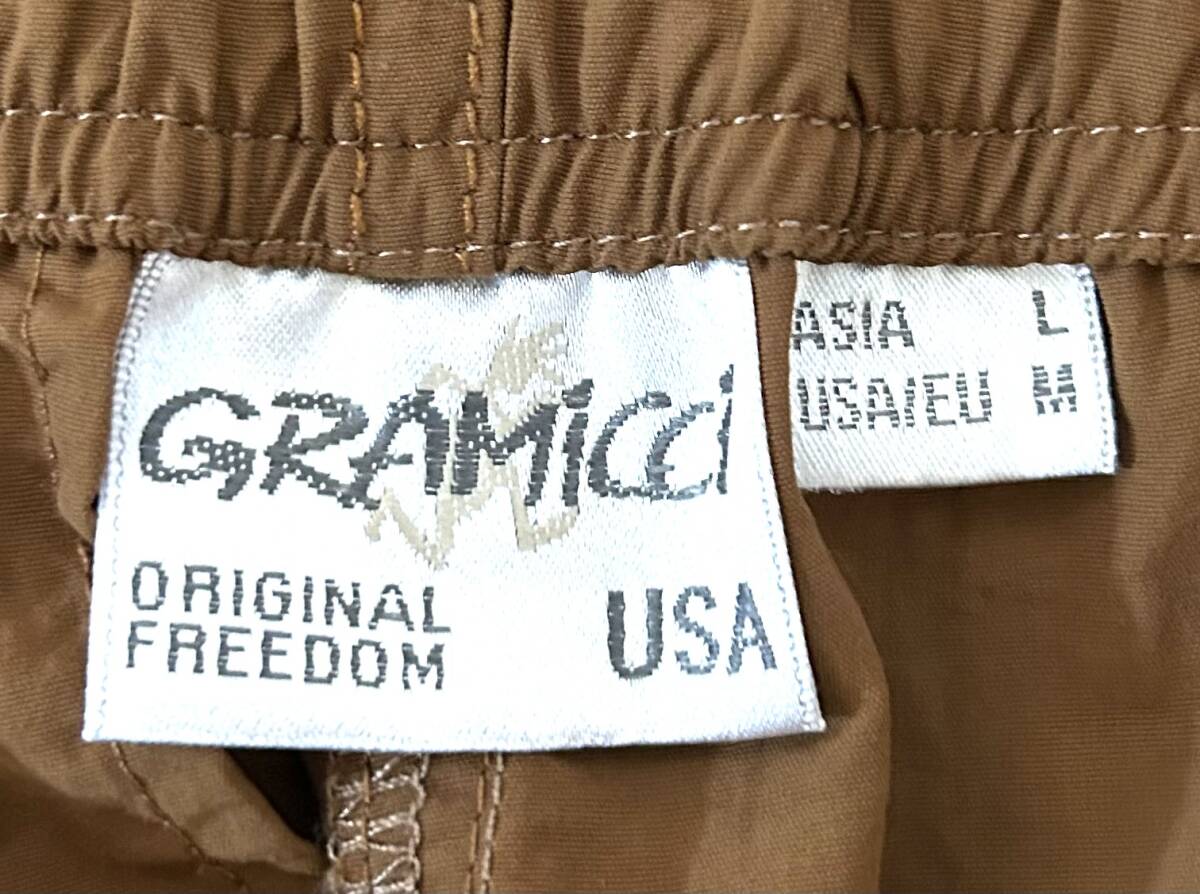 GRAMiCCi
ORIGINAL
FREEDOM
USA
ASIA L
USA/EU M